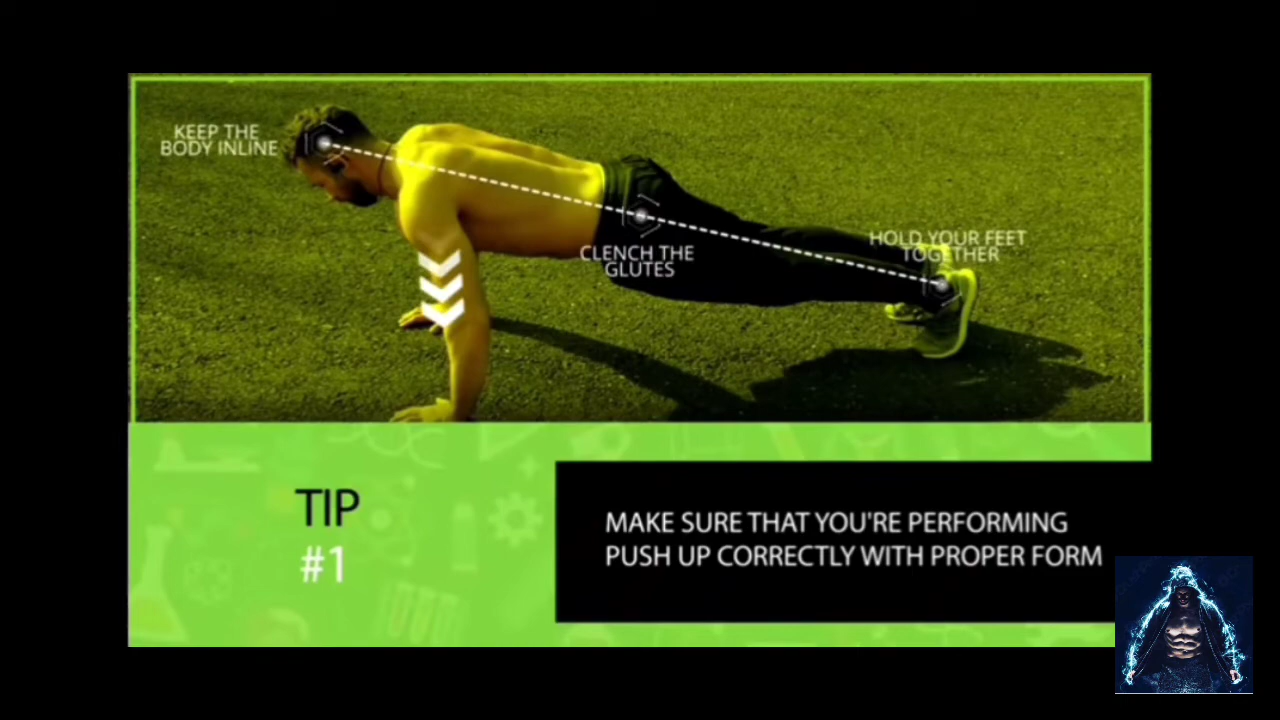 KEEP THE
BODY INLINE
CLENCH THE
GLUTES
HOLD YOUR FEET
TOGETHER
TIP
#1
MAKE SURE THAT YOU'RE PERFORMING
PUSH UP CORRECTLY WITH PROPER FORM